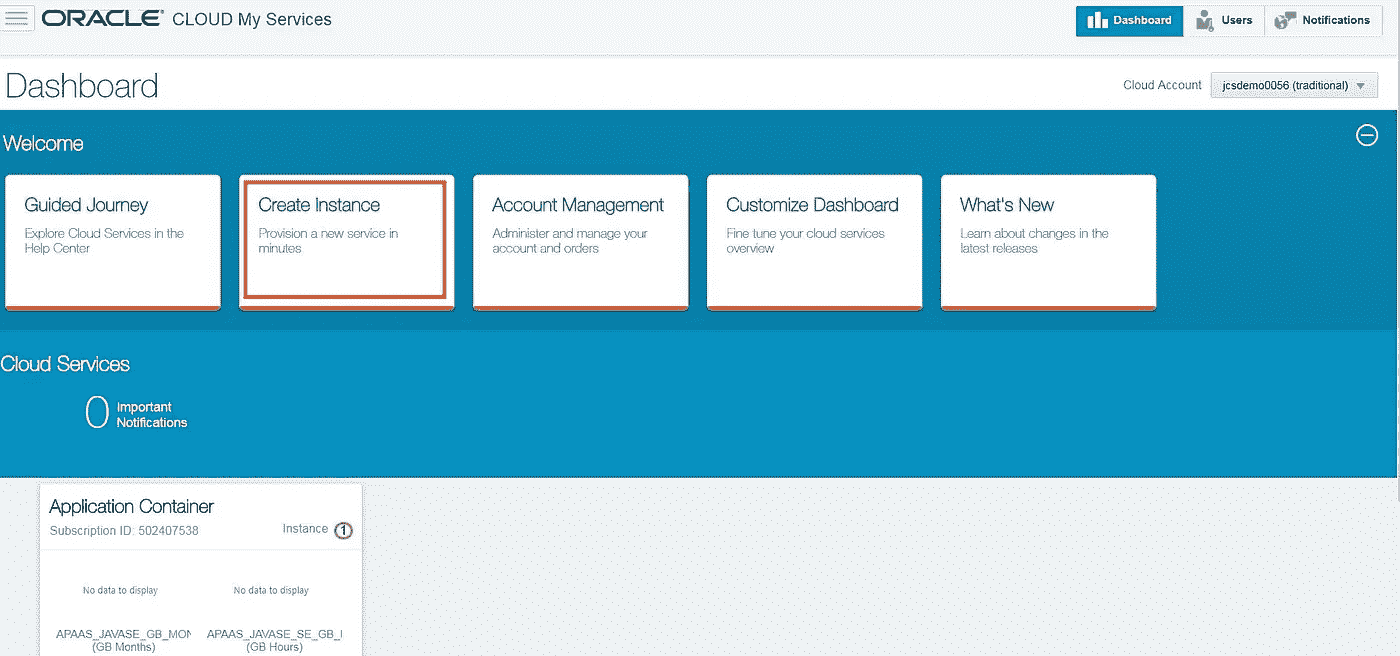 ORACLE® CLOUD My Services
Dashboard
Users
Notifications
Dashboard
Cloud Account
jcsdemo0056 (traditional)
Welcome
Guided Journey
Explore Cloud Services in the
Help Center
Create Instance
Provision a new service in
minutes
Account Management
Administer and manage your
account and orders
Customize Dashboard
Fine tune your cloud services
overview
What's New
Learn about changes in the
latest releases
Cloud Services
0
Important
Notifications
Application Container
Subscription ID: 502407538
Instance 1
No data to display
No data to display
APAAS_JAVASE_GB_MON
(GB Months)
APAAS_JAVASE_SE_GB_
(GB Hours)